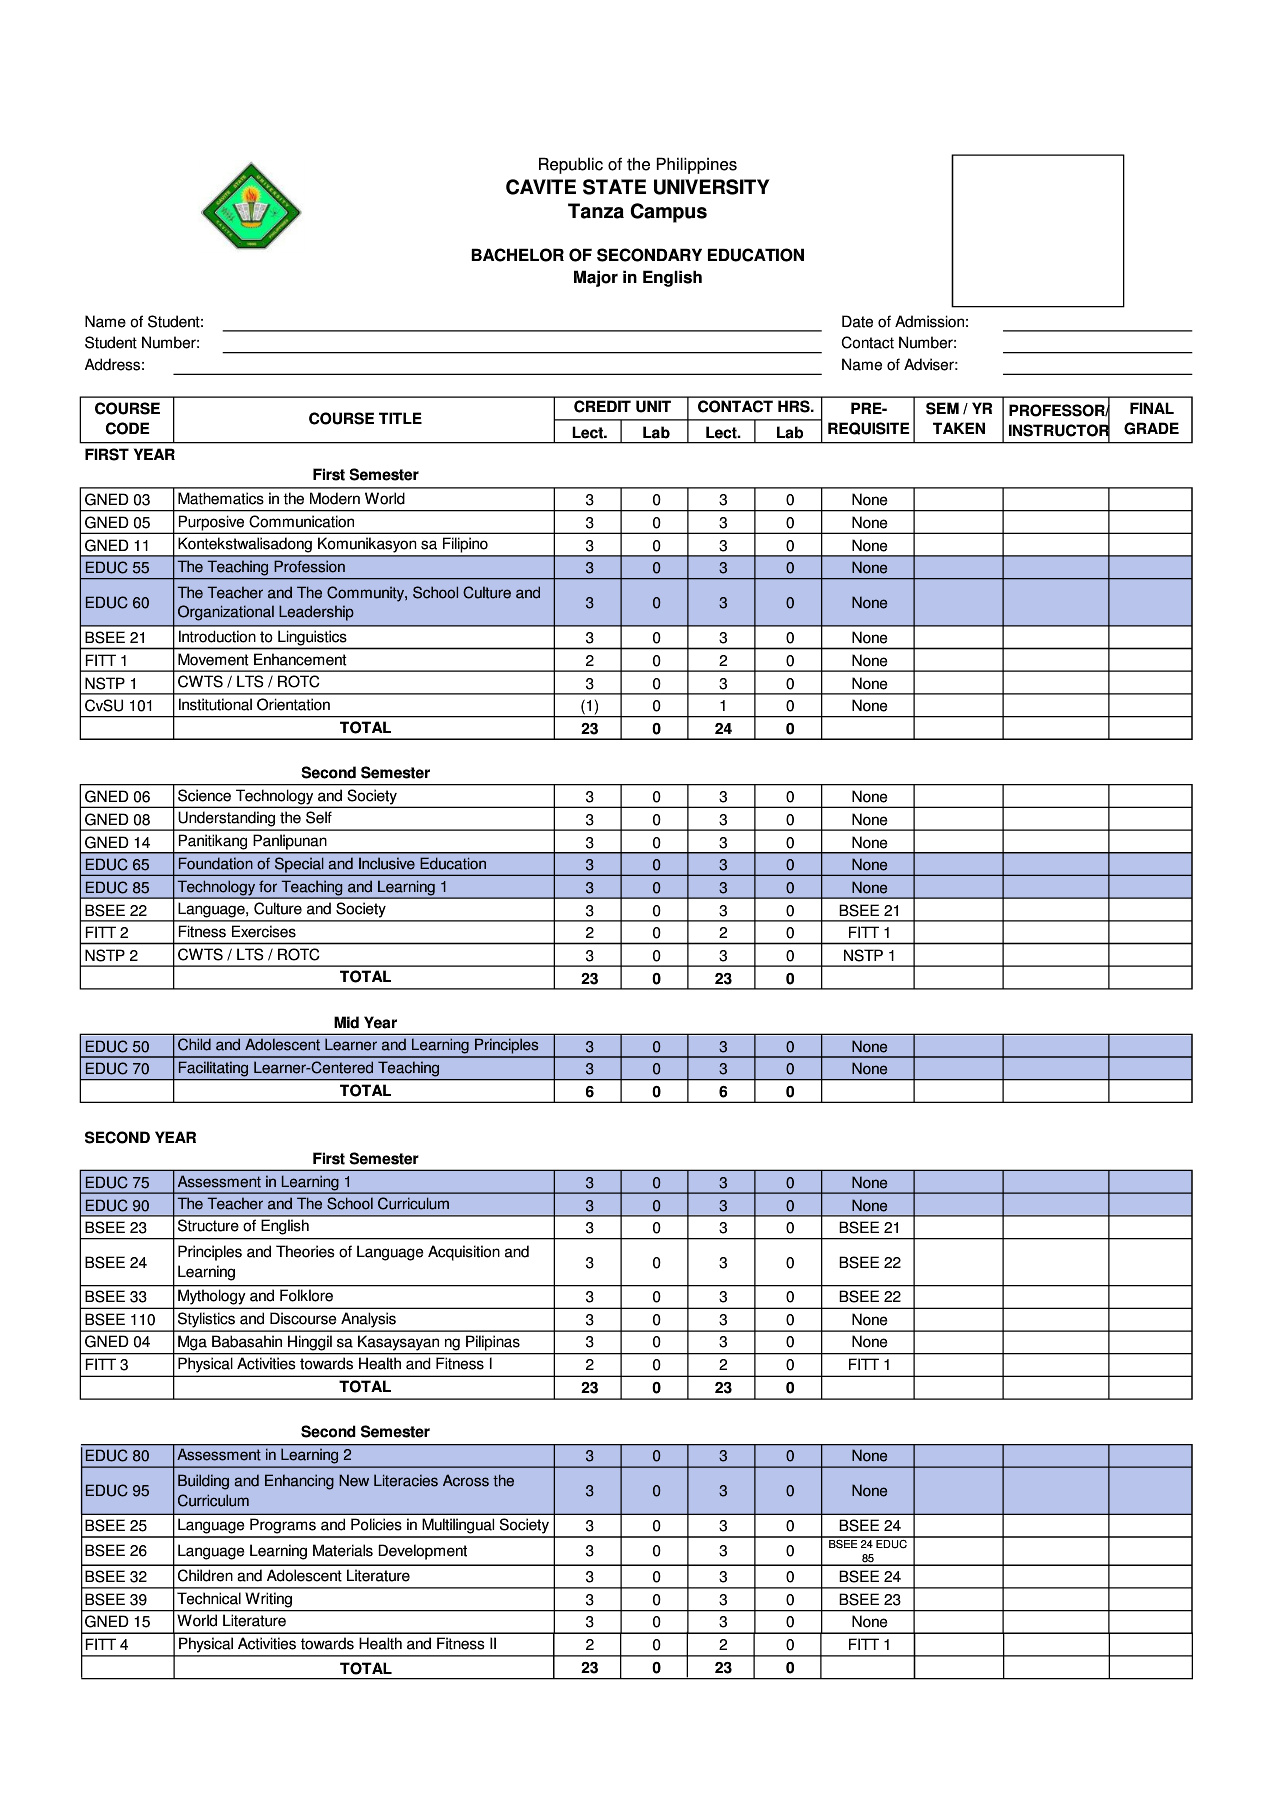 Republic of the Philippines
CAVITE STATE UNIVERSITY
Tanza Campus
BACHELOR OF SECONDARY EDUCATION
Major in English
Name of Student: Date of Admission:
Student Number: Contact Number:
Address: Name of Adviser:
COURSE CODE COURSE TITLE CREDIT UNIT CONTACT HRS. PRE-REQUISITE SEM / YR TAKEN PROFESSOR/ INSTRUCTOR FINAL GRADE
Lect. Lab Lect. Lab
FIRST YEAR
First Semester
GNED 03 Mathematics in the Modern World 3 0 3 0 None
GNED 05 Purposive Communication 3 0 3 0 None
GNED 11 Kontekstwalisadong Komunikasyon sa Filipino 3 0 3 0 None
EDUC 55 The Teaching Profession 3 0 3 0 None
EDUC 60 The Teacher and The Community, School Culture and
Organizational Leadership 3 0 3 0 None
BSEE 21 Introduction to Linguistics 3 0 3 0 None
FITT 1 Movement Enhancement 2 0 2 0 None
NSTP 1 CWTS / LTS / ROTC 3 0 3 0 None
CvSU 101 Institutional Orientation (1) 0 1 0 None
TOTAL 23 0 24 0
Second Semester
GNED 06 Science Technology and Society 3 0 3 0 None
GNED 08 Understanding the Self 3 0 3 0 None
GNED 14 Panitikang Panlipunan 3 0 3 0 None
EDUC 65 Foundation of Special and Inclusive Education 3 0 3 0 None
EDUC 85 Technology for Teaching and Learning 1 3 0 3 0 None
BSEE 22 Language, Culture and Society 3 0 3 0 BSEE 21
FITT 2 Fitness Exercises 2 0 2 0 FITT 1
NSTP 2 CWTS / LTS / ROTC 3 0 3 0 NSTP 1
TOTAL 23 0 23 0
Mid Year
EDUC 50 Child and Adolescent Learner and Learning Principles 3 0 3 0 None
EDUC 70 Facilitating Learner-Centered Teaching 3 0 3 0 None
TOTAL 6 0 6 0
SECOND YEAR
First Semester
EDUC 75 Assessment in Learning 1 3 0 3 0 None
EDUC 90 The Teacher and The School Curriculum 3 0 3 0 None
BSEE 23 Structure of English 3 0 3 0 BSEE 21
BSEE 24 Principles and Theories of Language Acquisition and
Learning 3 0 3 0 BSEE 22
BSEE 33 Mythology and Folklore 3 0 3 0 BSEE 22
BSEE 110 Stylistics and Discourse Analysis 3 0 3 0 None
GNED 04 Mga Babasahin Hinggil sa Kasaysayan ng Pilipinas 3 0 3 0 None
FITT 3 Physical Activities towards Health and Fitness I 2 0 2 0 FITT 1
TOTAL 23 0 23 0
Second Semester
EDUC 80 Assessment in Learning 2 3 0 3 0 None
EDUC 95 Building and Enhancing New Literacies Across the
Curriculum 3 0 3 0 None
BSEE 25 Language Programs and Policies in Multilingual Society 3 0 3 0 BSEE 24
BSEE 26 Language Learning Materials Development 3 0 3 0 BSEE 24 EDUC
85
BSEE 32 Children and Adolescent Literature 3 0 3 0 BSEE 24
BSEE 39 Technical Writing 3 0 3 0 BSEE 23
GNED 15 World Literature 3 0 3 0 None
FITT 4 Physical Activities towards Health and Fitness II 2 0 2 0 FITT 1
TOTAL 23 0 23 0